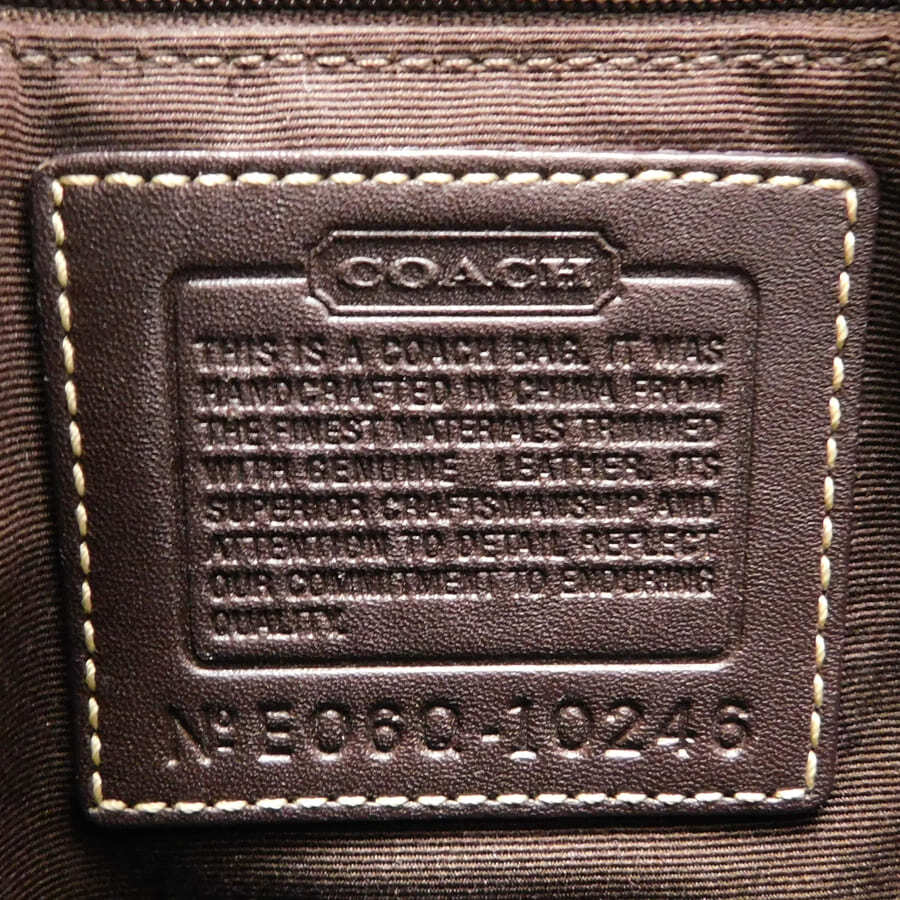 COACH
THIS IS A COACH BAG. IT WAS
HANDCRAFTED IN CHINA FROM
THE FINEST MATERIALS TRIMMED
WITH GENUINE LEATHER. ITS
SUPERIOR CRAFTSMANSHIP AND
ATTENTION TO DETAIL REFLECT
OUR COMMITMENT TO ENDURING
QUALITY.
Nº E06Q-10246